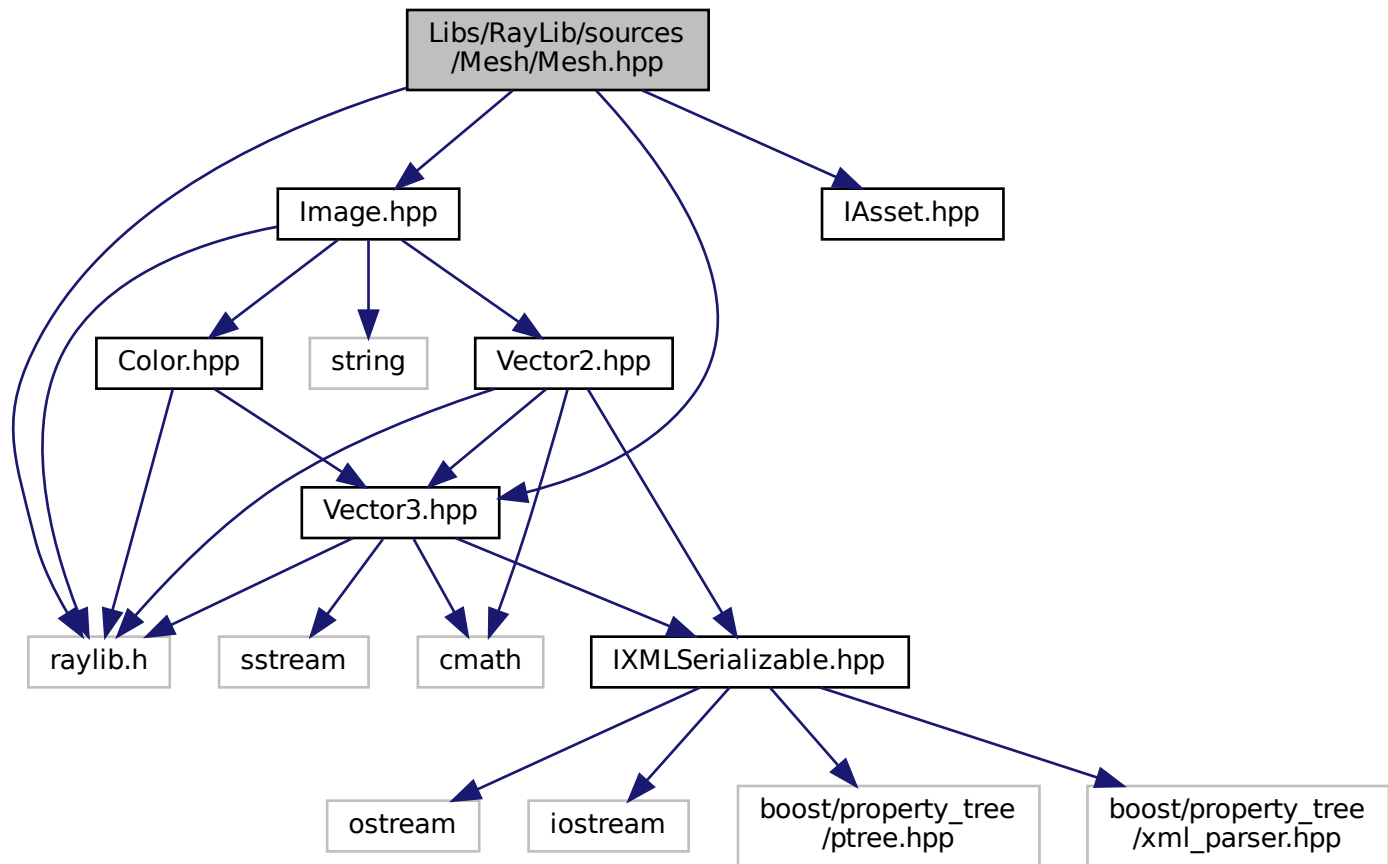 Libs/RayLib/sources
/Mesh/Mesh.hpp
Image.hpp
IAsset.hpp
Color.hpp
string
Vector2.hpp
Vector3.hpp
raylib.h
sstream
cmath
IXMLSerializable.hpp
ostream
iostream
boost/property_tree
/ptree.hpp
boost/property_tree
/xml_parser.hpp